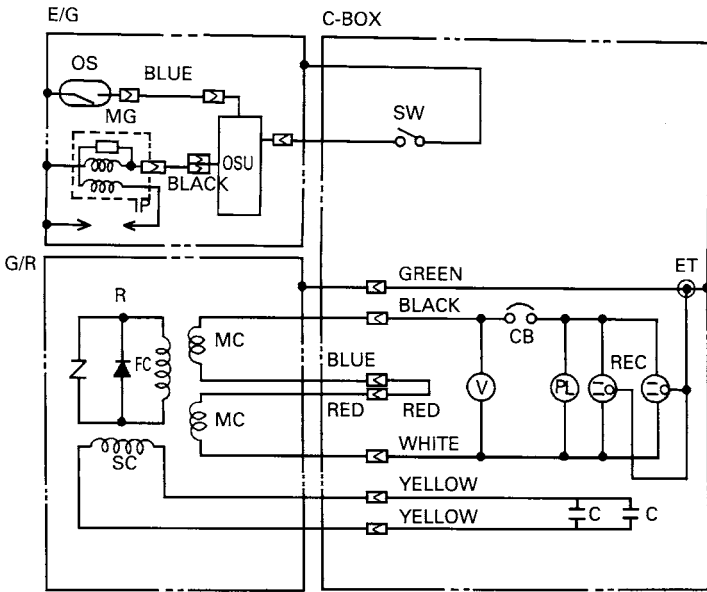 E/G
C-BOX
OS
BLUE
MG
SW
OSU
BLACK
IP
G/R
GREEN
ET
R
BLACK
CB
FC
MC
REC
BLUE
V
PL
MC
RED
RED
WHITE
SC
YELLOW
C
C
YELLOW